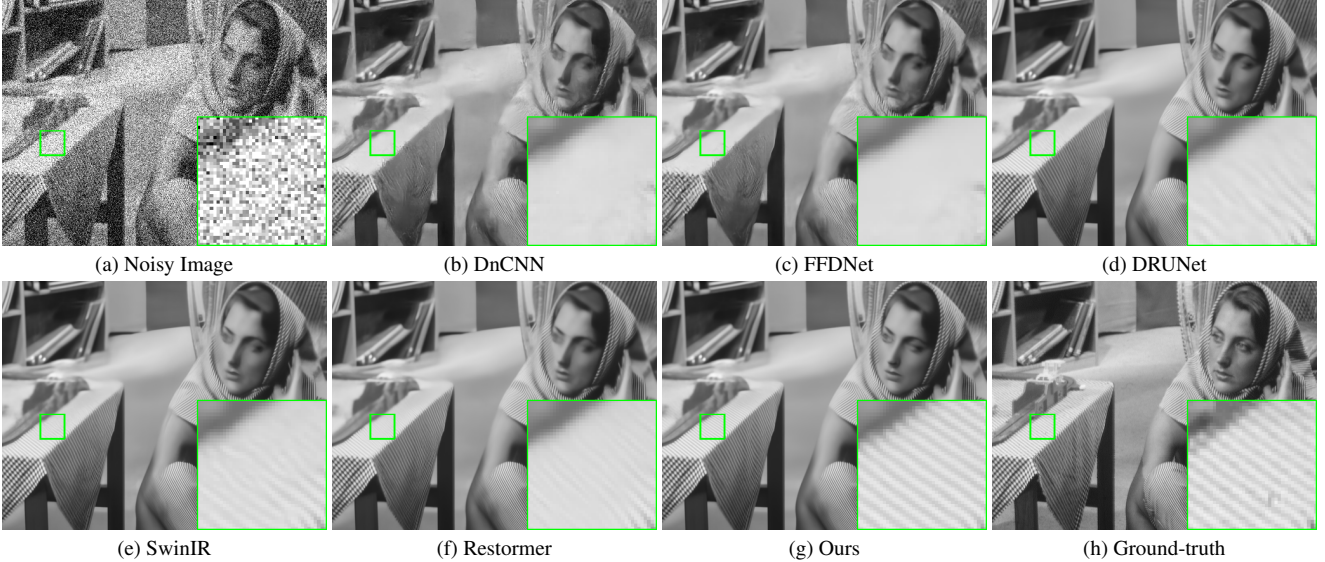 (a) Noisy Image
(b) DnCNN
(c) FFDNet
(d) DRUNet
(e) SwinIR
(f) Restormer
(g) Ours
(h) Ground-truth